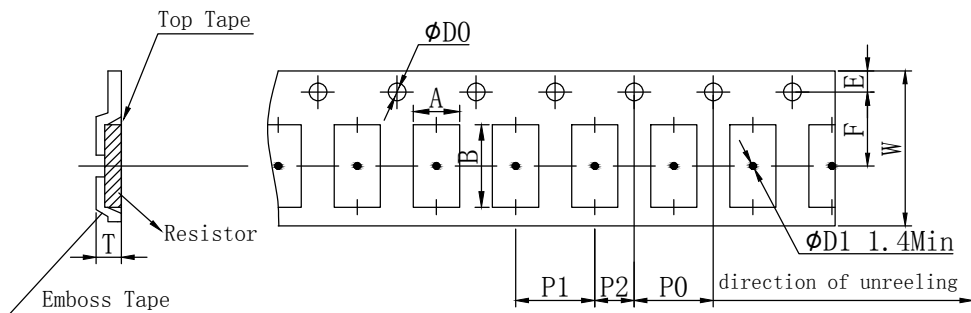 Top Tape
ϕD0
A
E
F
W
B
Resistor
T
ϕD1 1.4Min
P1
P2
P0
direction of unreeling
Emboss Tape